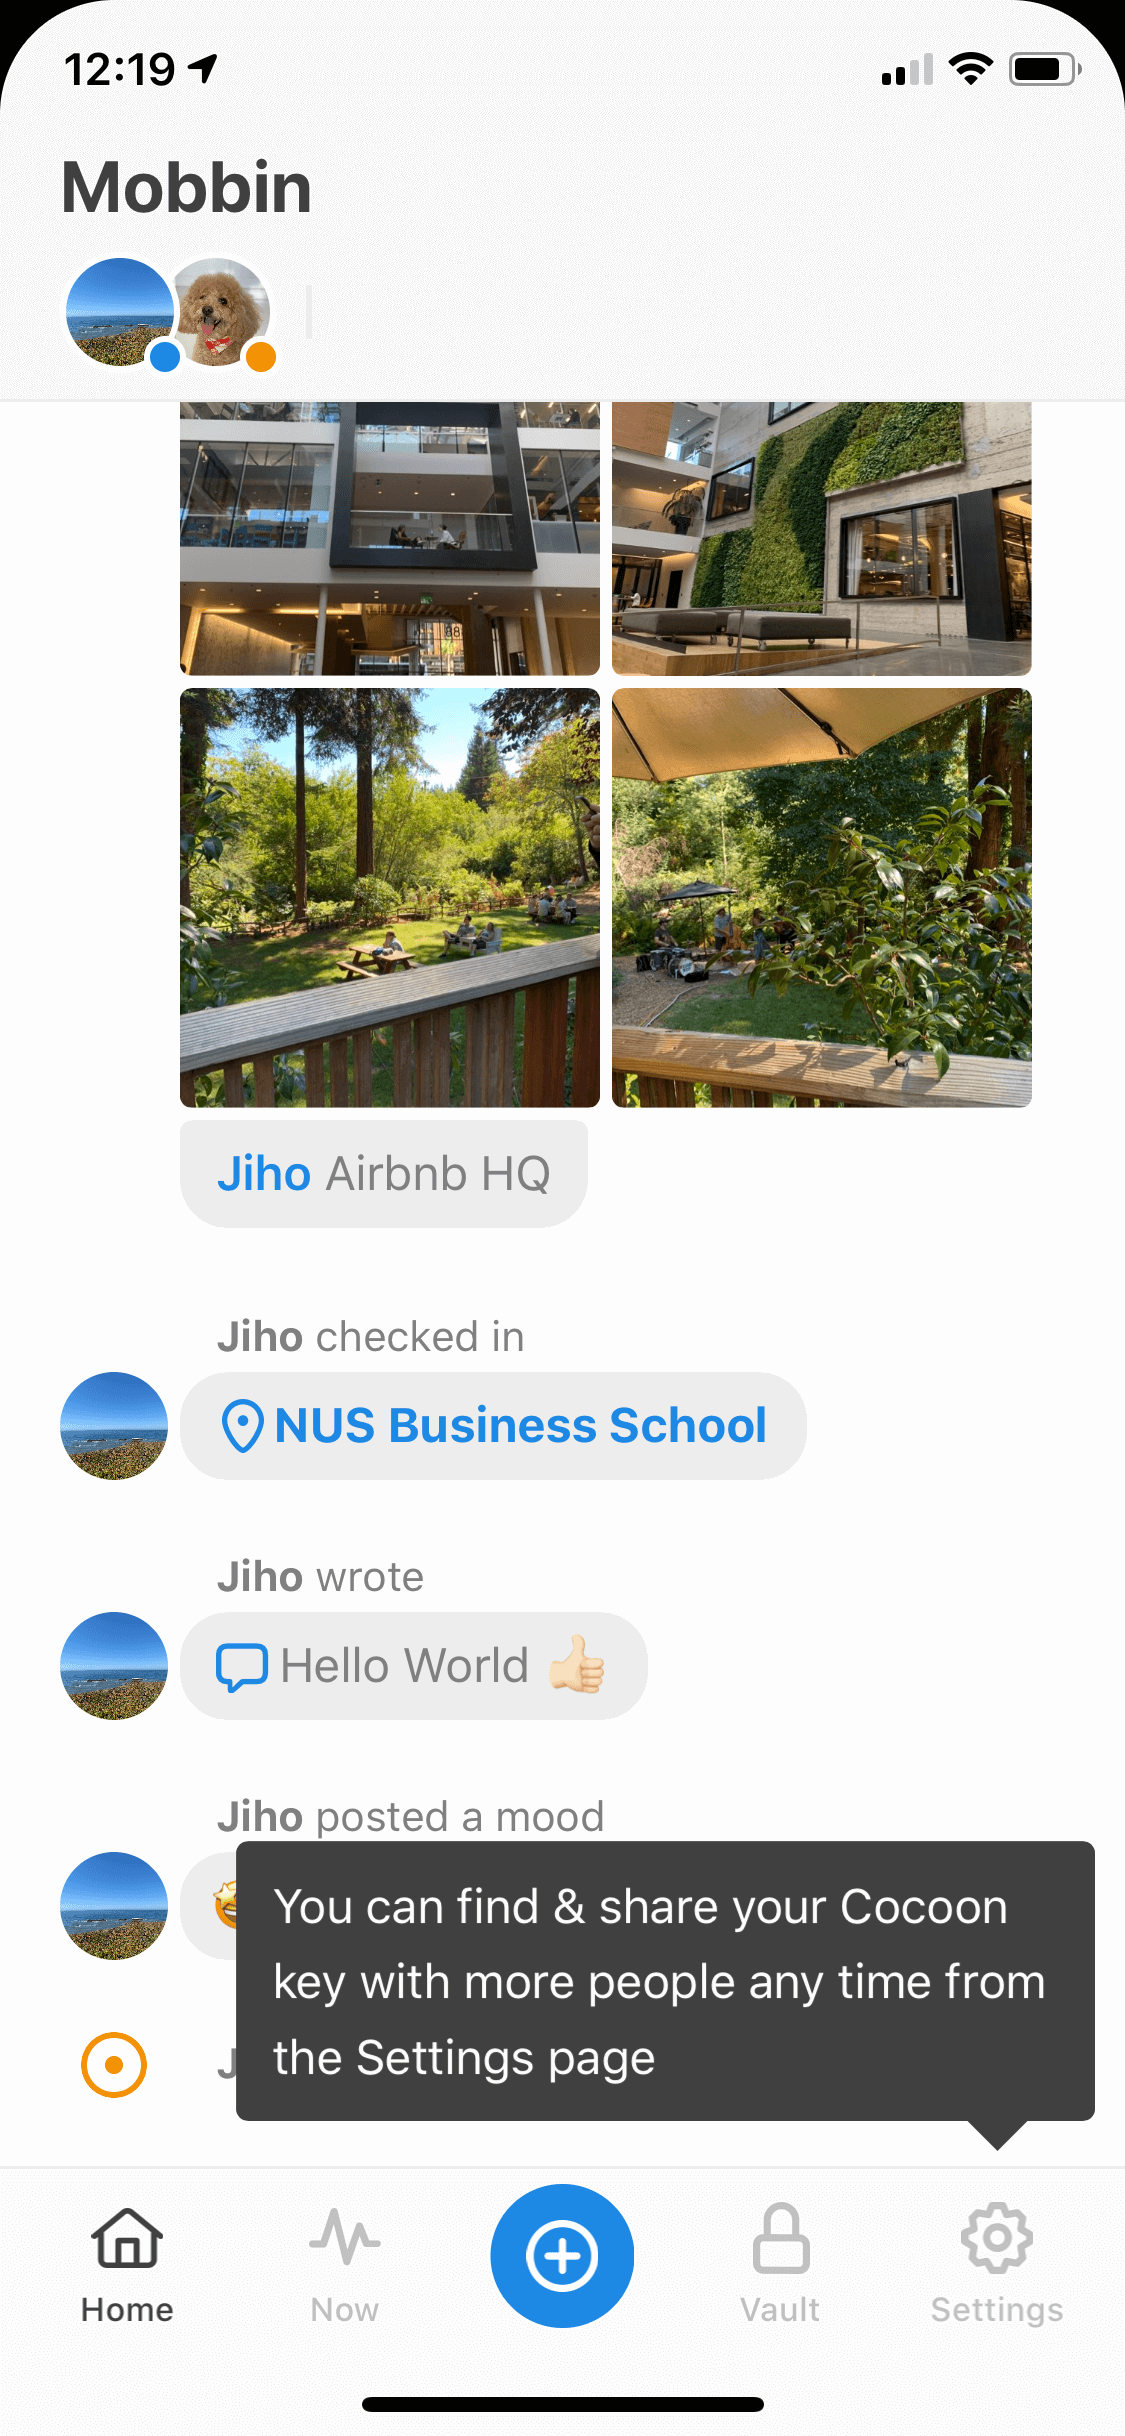 12:19
Mobbin
888
Jiho Airbnb HQ
Jiho checked in
NUS Business School
Jiho wrote
Hello World 👍🏻
Jiho posted a mood
You can find & share your Cocoon
key with more people any time from
the Settings page
Home
Now
Vault
Settings